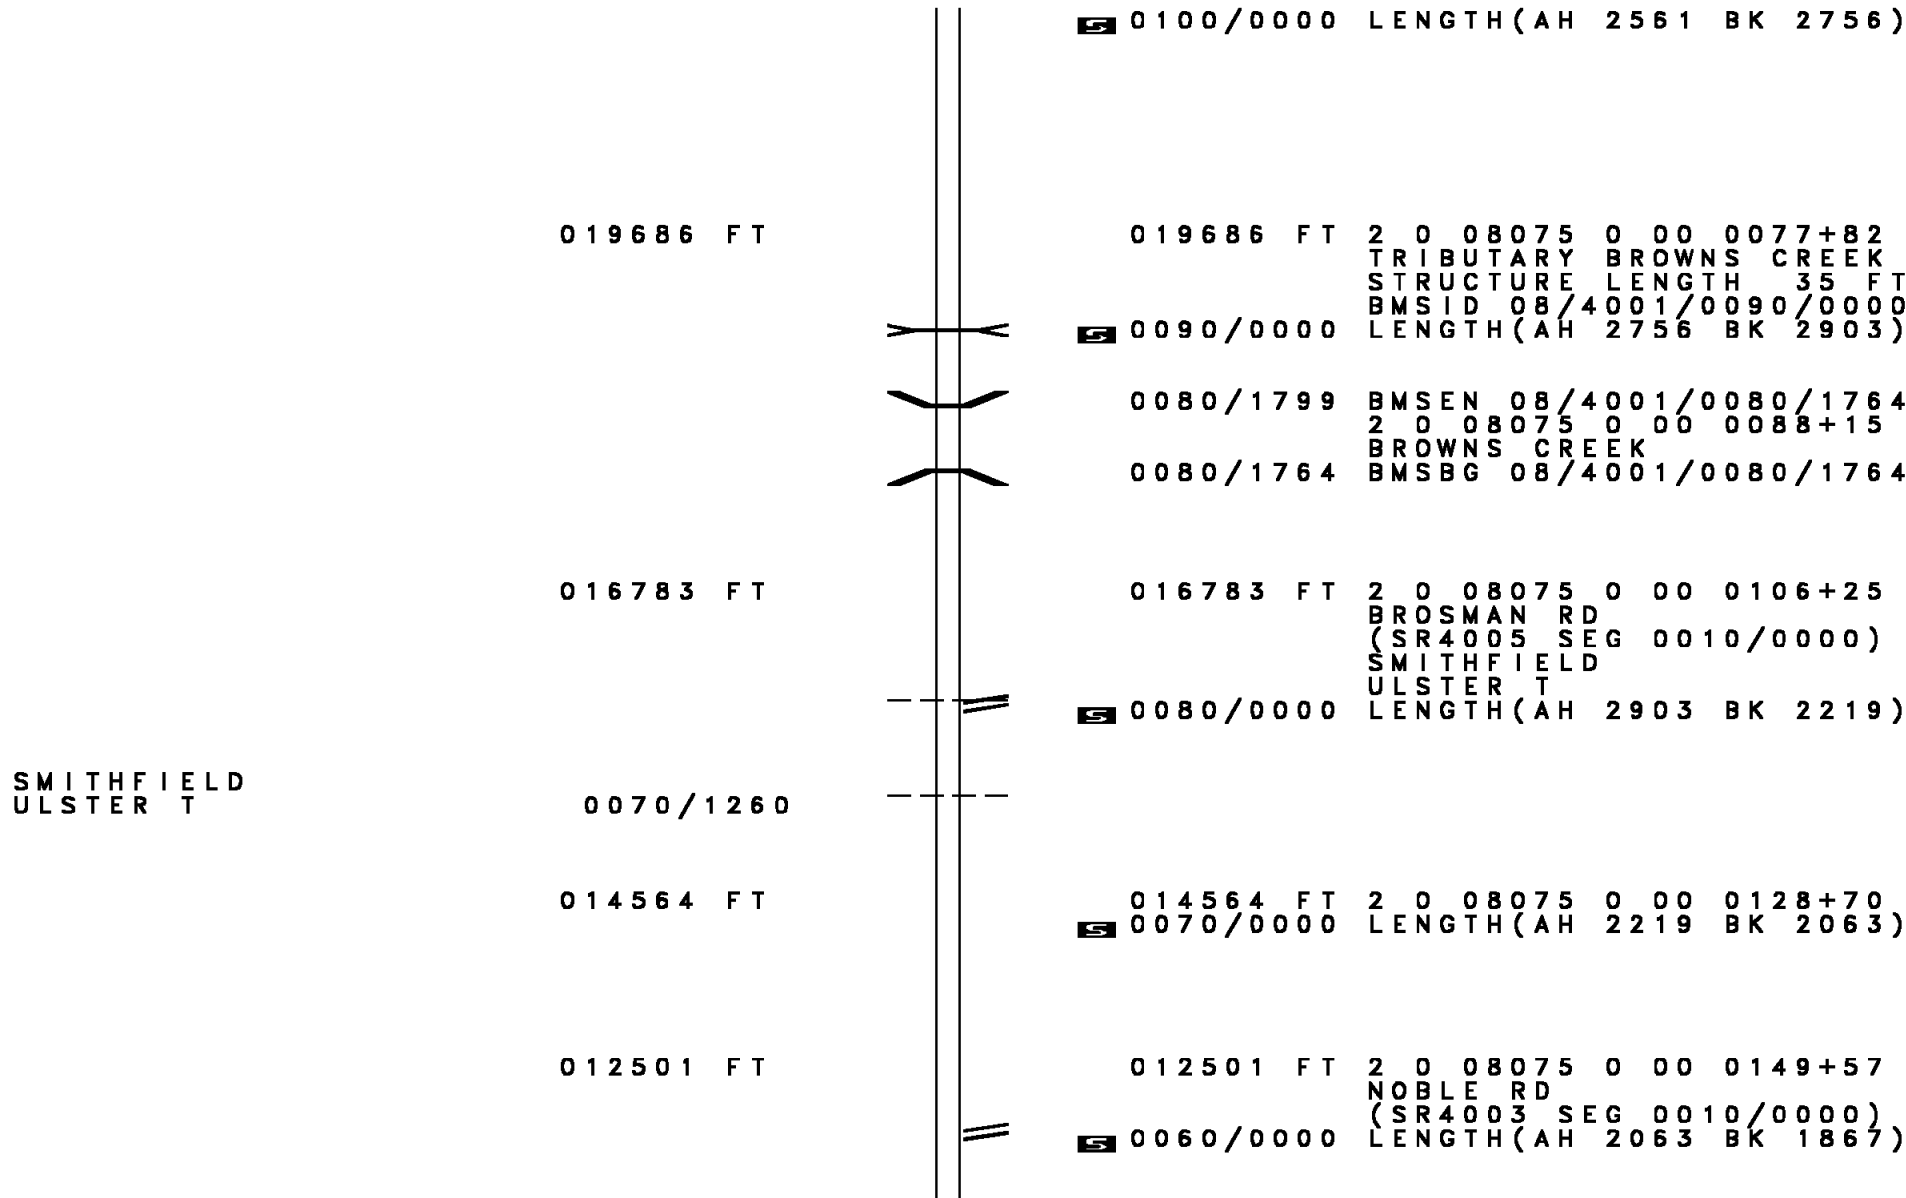 0100/0000 LENGTH(AH 2561 BK 2756)
019686 FT 019686 FT 2 0 08075 0 00 0077+82
TRIBUTARY BROWNS CREEK
STRUCTURE LENGTH 35 FT
BMSID 08/4001/0090/0000
S 0090/0000 LENGTH(AH 2756 BK 2903)
0080/1799 BMSEN 08/4001/0080/1764
2 0 08075 0 00 0088+15
BROWNS CREEK
0080/1764 BMSBG 08/4001/0080/1764
016783 FT 016783 FT 2 0 08075 0 00 0106+25
BROSMAN RD
(SR4005 SEG 0010/0000)
SMITHFIELD
ULSTER T
S 0080/0000 LENGTH(AH 2903 BK 2219)
SMITHFIELD
ULSTER T 0070/1260
014564 FT 014564 FT 2 0 08075 0 00 0128+70
S 0070/0000 LENGTH(AH 2219 BK 2063)
012501 FT 012501 FT 2 0 08075 0 00 0149+57
NOBLE RD
(SR4003 SEG 0010/0000)
S 0060/0000 LENGTH(AH 2063 BK 1867)